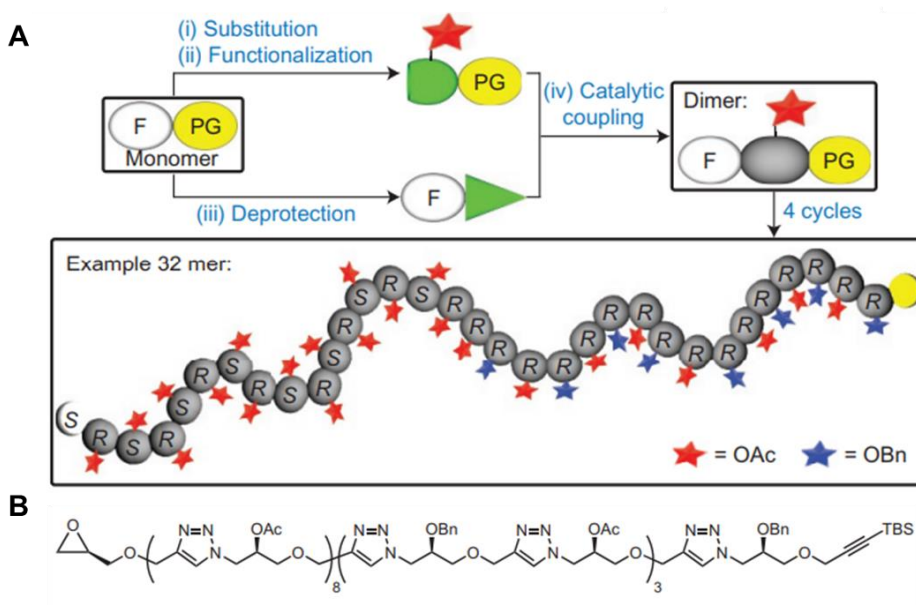 A
(i) Substitution
(ii) Functionalization
F PG
Monomer
PG
(iii) Deprotection
F
(iv) Catalytic
coupling
Dimer:
F PG
4 cycles
Example 32 mer:
S R S R S R S R S R S R S R S R R R R R R R R R R R R R R R R R
= OAc = OBn
B
O O N=N N OAc O 8 N=N N OBn O N=N N OAc O 3 N=N N OBn O TBS